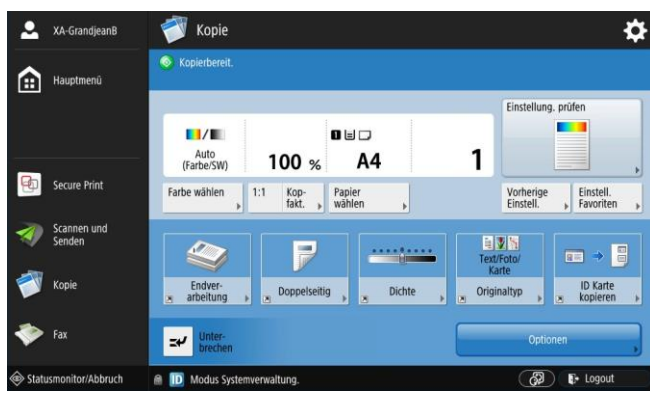 XA-GrandjeanB
Kopie
Hauptmenü
Kopierbereit.
Einstellung. prüfen
Auto
(Farbe/SW)
100 %
1
A4
1
Farbe wählen
1:1
Kop-
fakt.
Papier
wählen
Vorherige
Einstell.
Einstell.
Favoriten
Secure Print
Scannen und
Senden
Kopie
Fax
Endver-
arbeitung
Doppelseitig
Dichte
Text/Foto/
Karte
Originaltyp
ID Karte
kopieren
Unter-
brechen
Optionen
Statusmonitor/Abbruch
ID
Modus Systemverwaltung.
Logout